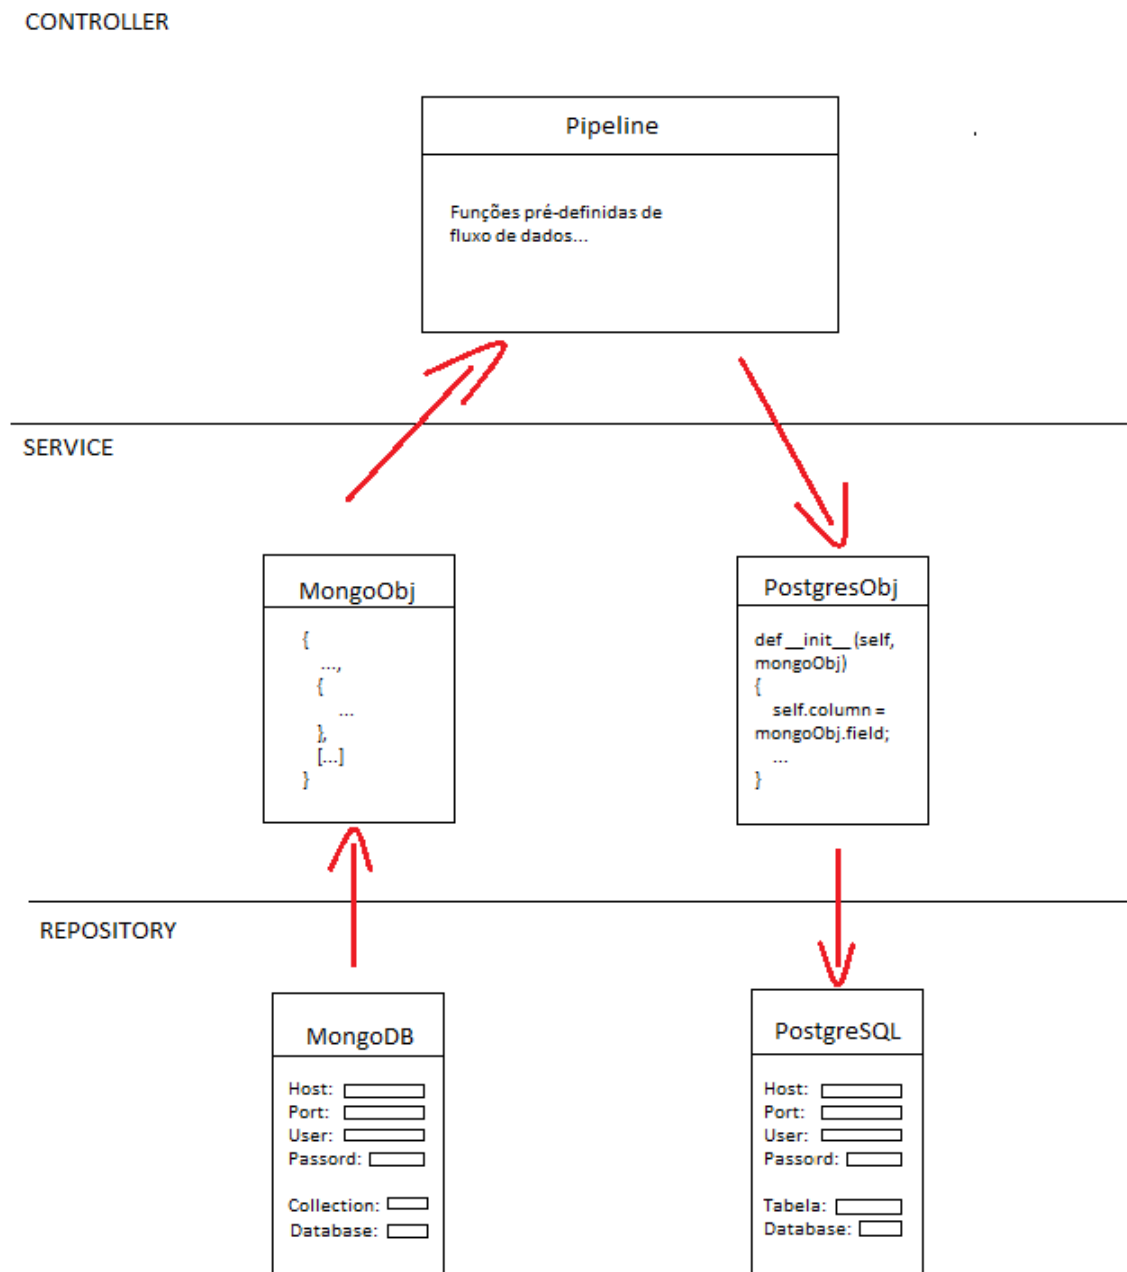 CONTROLLER
Pipeline
Funções pré-definidas de
fluxo de dados...
SERVICE
MongoObj
{
...,
{
...
},
[...]
}
PostgresObj
def __init__ (self,
mongoObj)
{
self.column =
mongoObj.field;
...
}
REPOSITORY
MongoDB
Host:
Port:
User:
Passord:
Collection:
Database:
PostgreSQL
Host:
Port:
User:
Passord:
Tabela:
Database: